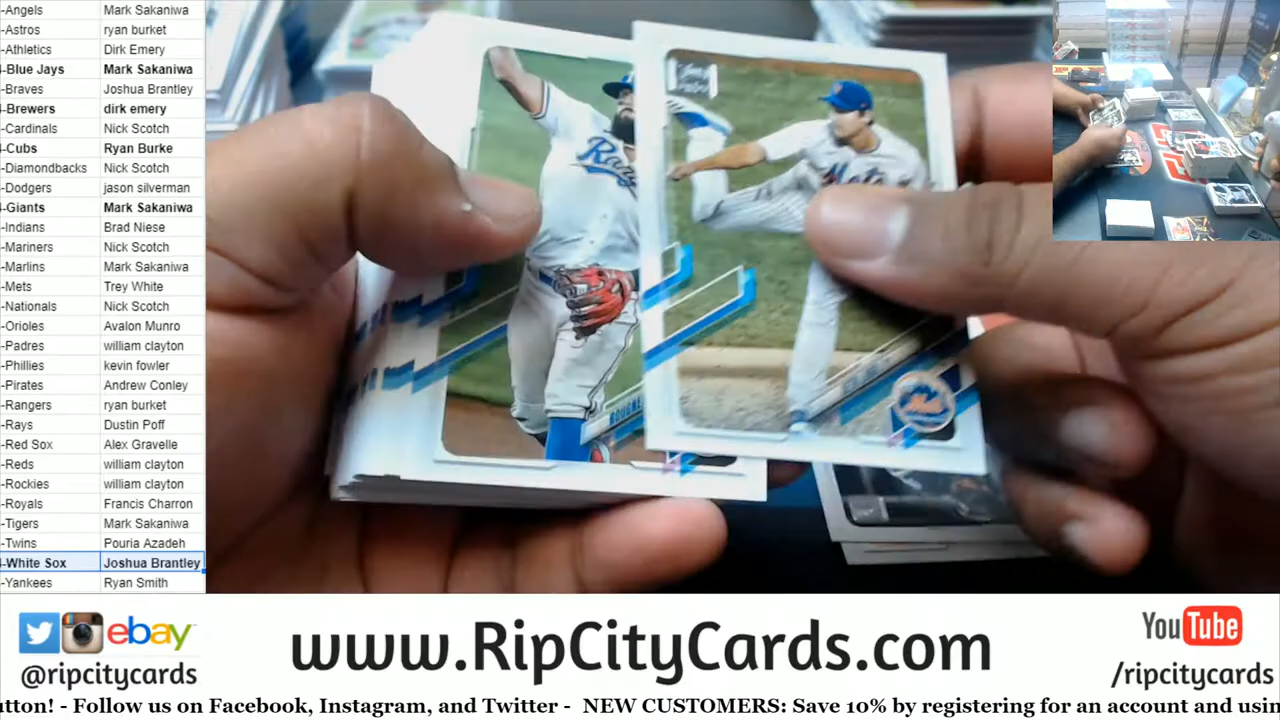 -Angels Mark Sakaniwa
-Astros ryan burket
-Athletics Dirk Emery
-Blue Jays Mark Sakaniwa
-Braves Joshua Brantley
-Brewers dirk emery
-Cardinals Nick Scotch
-Cubs Ryan Burke
-Diamondbacks Nick Scotch
-Dodgers jason silverman
-Giants Mark Sakaniwa
-Indians Brad Niese
-Mariners Nick Scotch
-Marlins Mark Sakaniwa
-Mets Trey White
-Nationals Nick Scotch
-Orioles Avalon Munro
-Padres william clayton
-Phillies kevin fowler
-Pirates Andrew Conley
-Rangers ryan burket
-Rays Dustin Poff
-Red Sox Alex Gravelle
-Reds william clayton
-Rockies william clayton
-Royals Francis Charron
-Tigers Mark Sakaniwa
-Twins Pouria Azadeh
-White Sox Joshua Brantley
-Yankees Ryan Smith
Rays
Mets
ebay
@ripcitycards
www.RipCityCards.com
YouTube
/ripcitycards
utton! - Follow us on Facebook, Instagram, and Twitter - NEW CUSTOMERS: Save 10% by registering for an account and usin